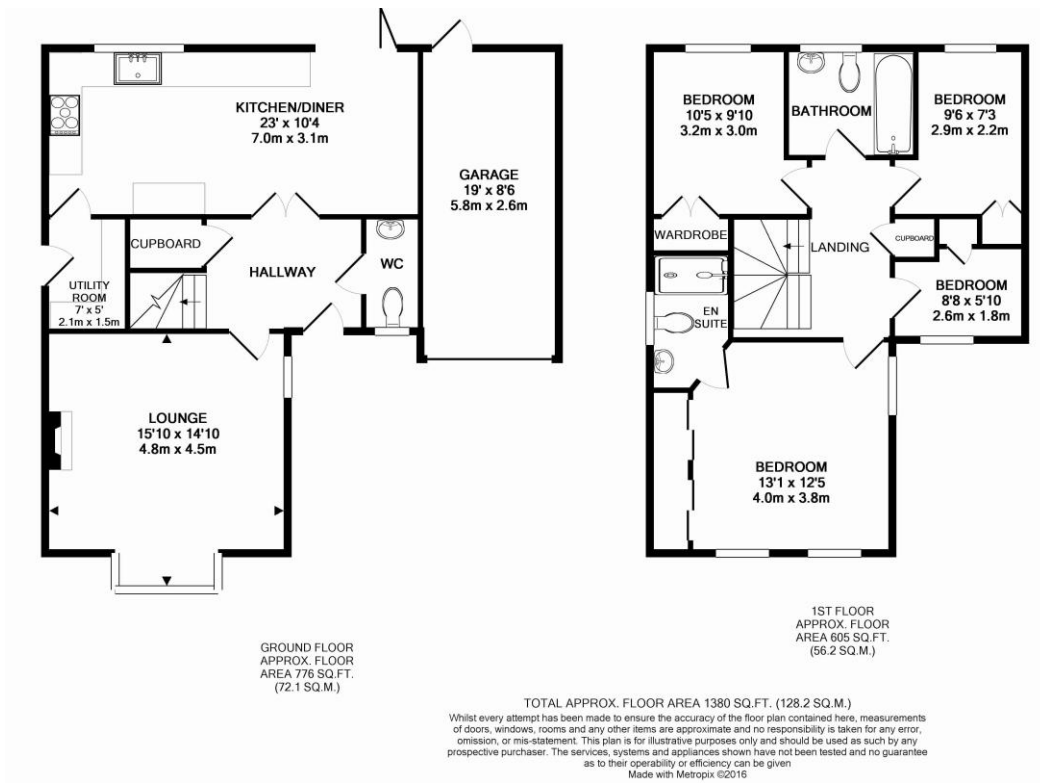 KITCHEN/DINER
23' x 10'4
7.0m x 3.1m
GARAGE
19' x 8'6
5.8m x 2.6m
CUPBOARD
HALLWAY
WC
UTILITY
ROOM
7' x 5'
2.1m x 1.5m
LOUNGE
15'10 x 14'10
4.8m x 4.5m
GROUND FLOOR
APPROX. FLOOR
AREA 776 SQ.FT.
(72.1 SQ.M.)
BEDROOM
10'5 x 9'10
3.2m x 3.0m
BATHROOM
BEDROOM
9'6 x 7'3
2.9m x 2.2m
WARDROBE
LANDING
CUPBOARD
EN
SUITE
BEDROOM
8'8 x 5'10
2.6m x 1.8m
BEDROOM
13'1 x 12'5
4.0m x 3.8m
1ST FLOOR
APPROX. FLOOR
AREA 605 SQ.FT.
(56.2 SQ.M.)
TOTAL APPROX. FLOOR AREA 1380 SQ.FT. (128.2 SQ.M.)
Whilst every attempt has been made to ensure the accuracy of the floor plan contained here, measurements
of doors, windows, rooms and any other items are approximate and no responsibility is taken for any error,
omission, or mis-statement. This plan is for illustrative purposes only and should be used as such by any
prospective purchaser. The services, systems and appliances shown have not been tested and no guarantee
as to their operability or efficiency can be given
Made with Metropix ©2016